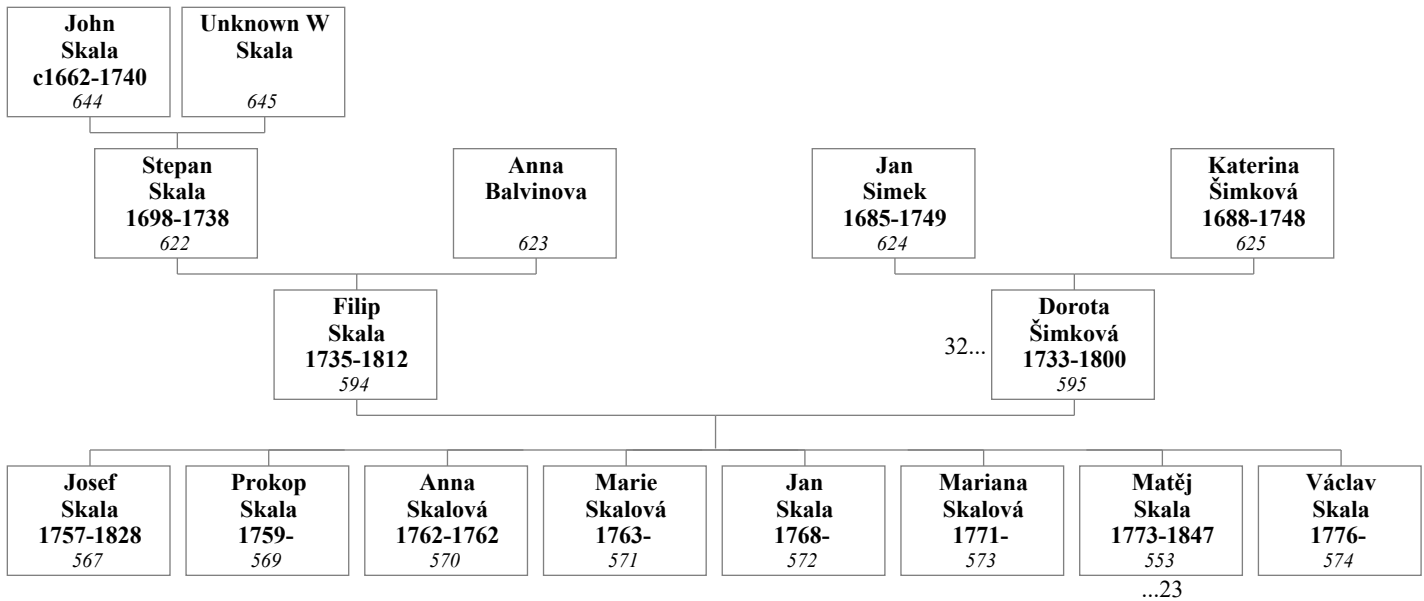 John
Skala
c1662-1740
644
Unknown W
Skala
645
Stepan
Skala
1698-1738
622
Anna
Balvinova
623
Jan
Simek
1685-1749
624
Katerina
Šimková
1688-1748
625
Filip
Skala
1735-1812
594
32...
Dorota
Šimková
1733-1800
595
Josef
Skala
1757-1828
567
Prokop
Skala
1759-
569
Anna
Skalová
1762-1762
570
Marie
Skalová
1763-
571
Jan
Skala
1768-
572
Mariana
Skalová
1771-
573
Matěj
Skala
1773-1847
553
...23
Václav
Skala
1776-
574